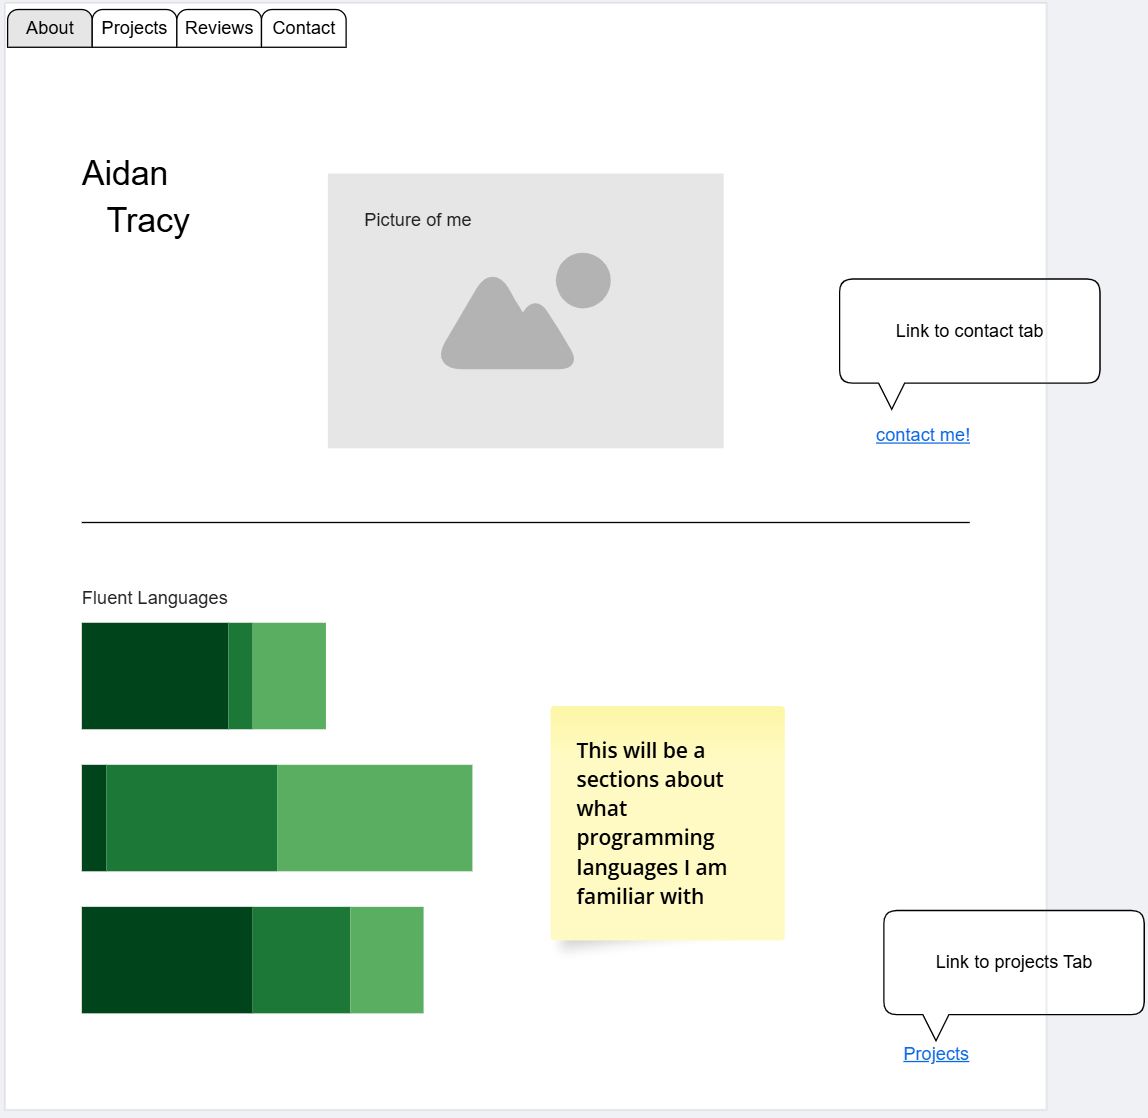 About Projects Reviews Contact
Aidan
Tracy
Picture of me
Link to contact tab
contact me!
Fluent Languages
This will be a
sections about
what
programming
languages I am
familiar with
Link to projects Tab
Projects